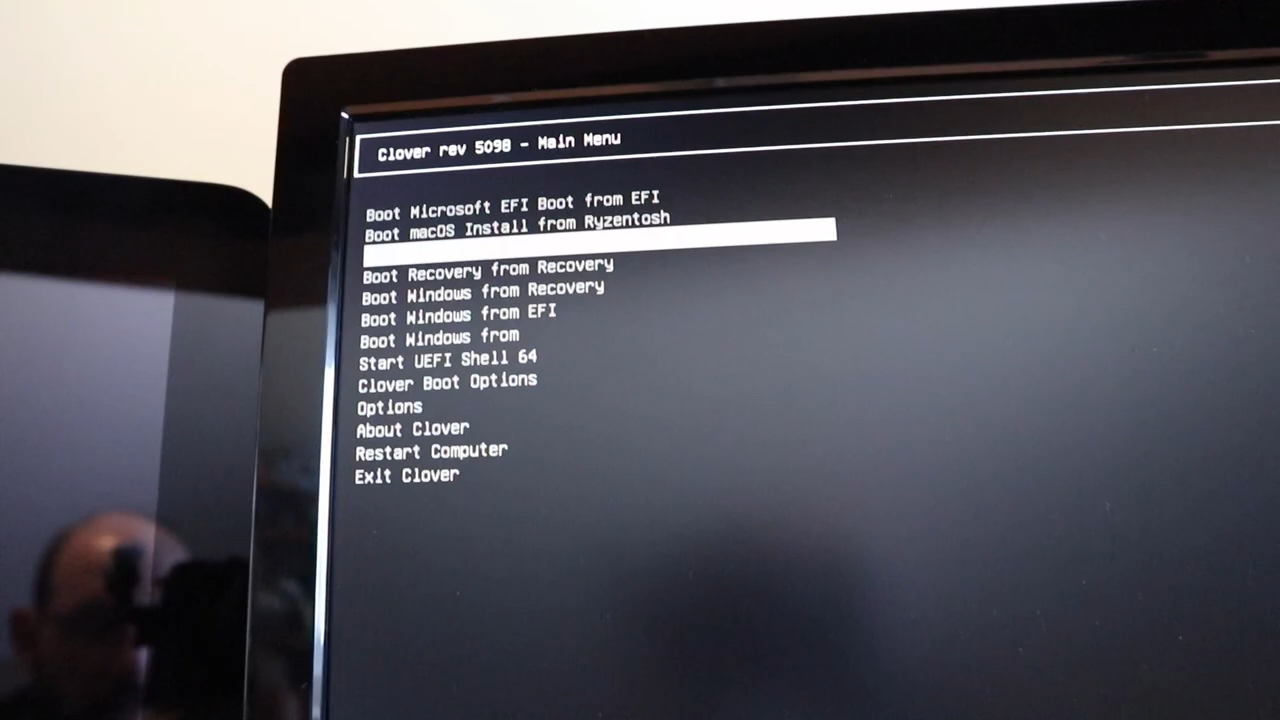 Clover rev 5098 - Main Menu
Boot Microsoft EFI Boot from EFI
Boot macOS Install from Ryzentosh
Boot Recovery from Recovery
Boot Windows from Recovery
Boot Windows from EFI
Boot Windows from
Start UEFI Shell 64
Clover Boot Options
Options
About Clover
Restart Computer
Exit Clover